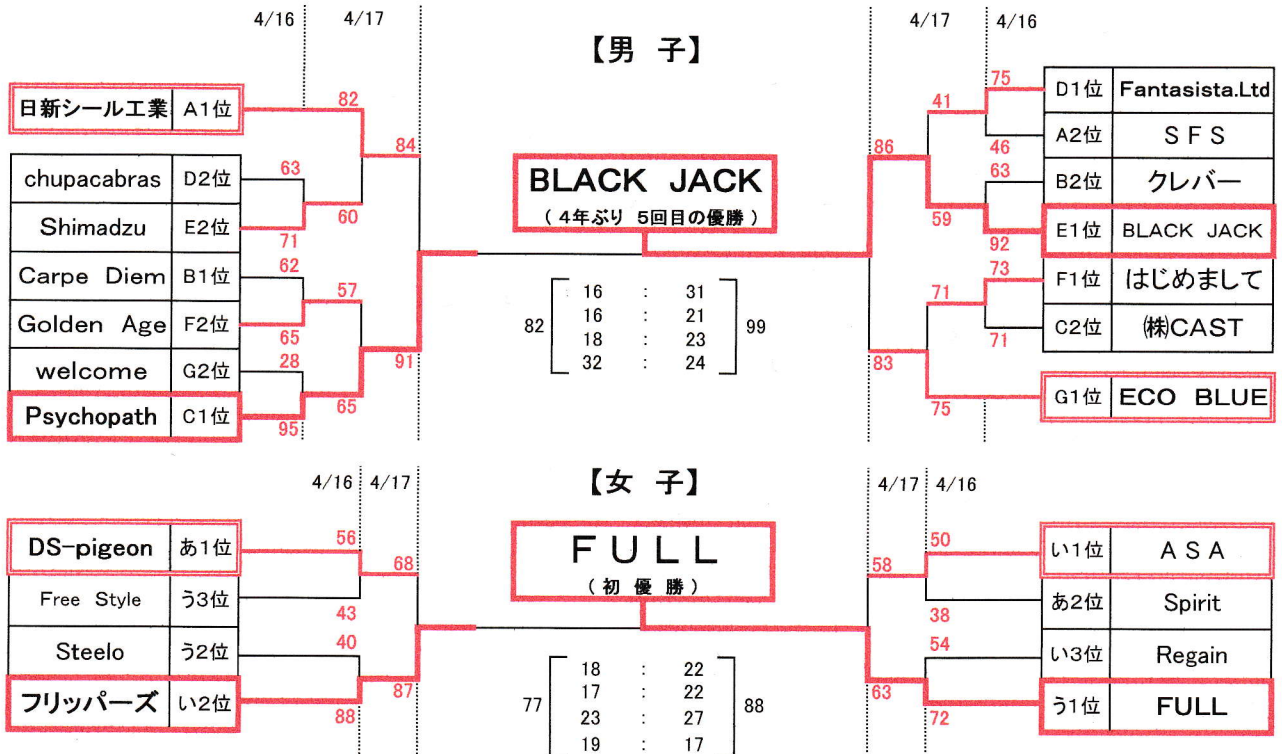 4/16 4/17 4/17 4/16
【男 子】
日新シール工業 A1位 82
84
chupacabras D2位 63
60
Shimadzu E2位 71
Carpe Diem B1位 62
57
Golden Age F2位 65
91
welcome G2位 28
65
Psychopath C1位 95
BLACK JACK
(4年ぶり 5回目の優勝)
82 99
16 : 31
16 : 21
18 : 23
32 : 24
75 D1位 Fantasista.Ltd
41
46 A2位 SFS
86
63 B2位 クレバー
59
92 E1位 BLACK JACK
73 F1位 はじめまして
71
71 C2位 ㈱CAST
83
75 G1位 ECO BLUE
4/16 4/17 4/17 4/16
【女 子】
DS-pigeon あ1位 56
68
Free Style う3位 43
Steelo う2位 40
87
フリッパーズ い2位 88
FULL
(初優勝)
77 88
18 : 22
17 : 22
23 : 27
19 : 17
50 い1位 ASA
58
38 あ2位 Spirit
54 い3位 Regain
63
72 う1位 FULL